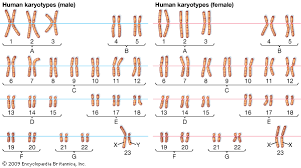 Human karyotypes (male) Human karyotypes (female)
1 2 3 4 5 1 2 3 4 5
A B A B
6 7 8 9 10 11 12 6 7 8 9 10 11 12
C C
13 14 15 16 17 18 13 14 15 16 17 18
D E D E
19 20 21 22 X Y 19 20 21 22 X X
23 23
F G F G
© 2009 Encyclopædia Britannica, Inc.